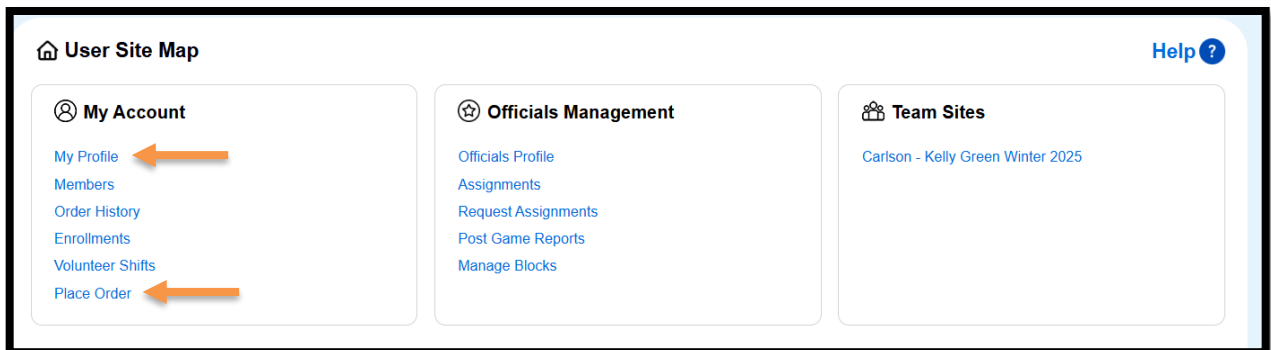 User Site Map
Help ?
My Account
My Profile
Members
Order History
Enrollments
Volunteer Shifts
Place Order
Officials Management
Officials Profile
Assignments
Request Assignments
Post Game Reports
Manage Blocks
Team Sites
Carlson - Kelly Green Winter 2025